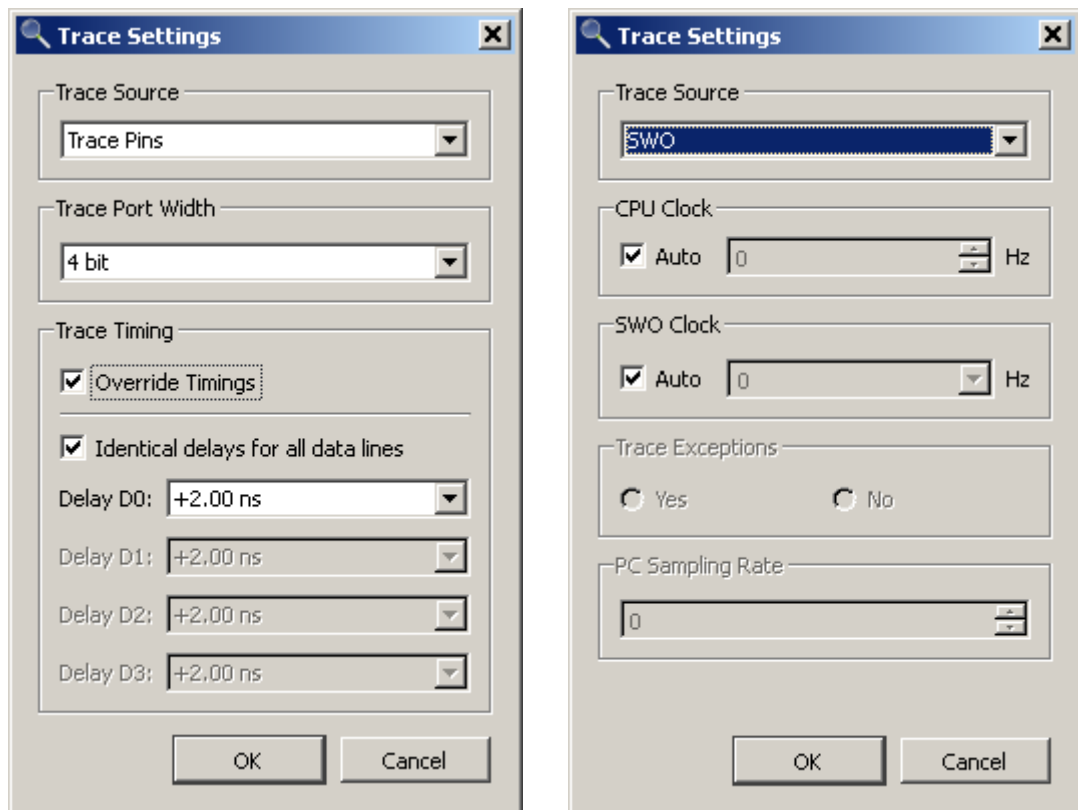 Trace Settings
Trace Source
Trace Pins
Trace Port Width
4 bit
Trace Timing
Override Timings
Identical delays for all data lines
Delay D0: +2.00 ns
Delay D1: +2.00 ns
Delay D2: +2.00 ns
Delay D3: +2.00 ns
OK Cancel
Trace Settings
Trace Source
SWO
CPU Clock
Auto 0 Hz
SWO Clock
Auto 0 Hz
Trace Exceptions
Yes No
PC Sampling Rate
0
OK Cancel